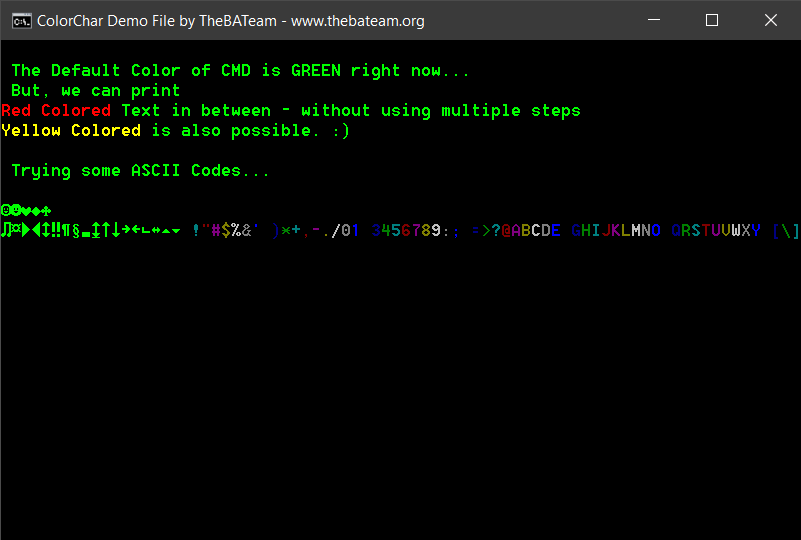 ColorChar Demo File by TheBATeam - www.thebateam.org
The Default Color of CMD is GREEN right now...
But, we can print
Red Colored Text in between - without using multiple steps
Yellow Colored is also possible. :)
Trying some ASCII Codes...
☺☻♥♦♣
♫☼►◄↕‼¶§▬↨↑↓→←∟↔▲▼ !"#$%&' )*+,-./01 3456789:; =>?@ABCDE GHIJKLMNO QRSTUVWXY [\]